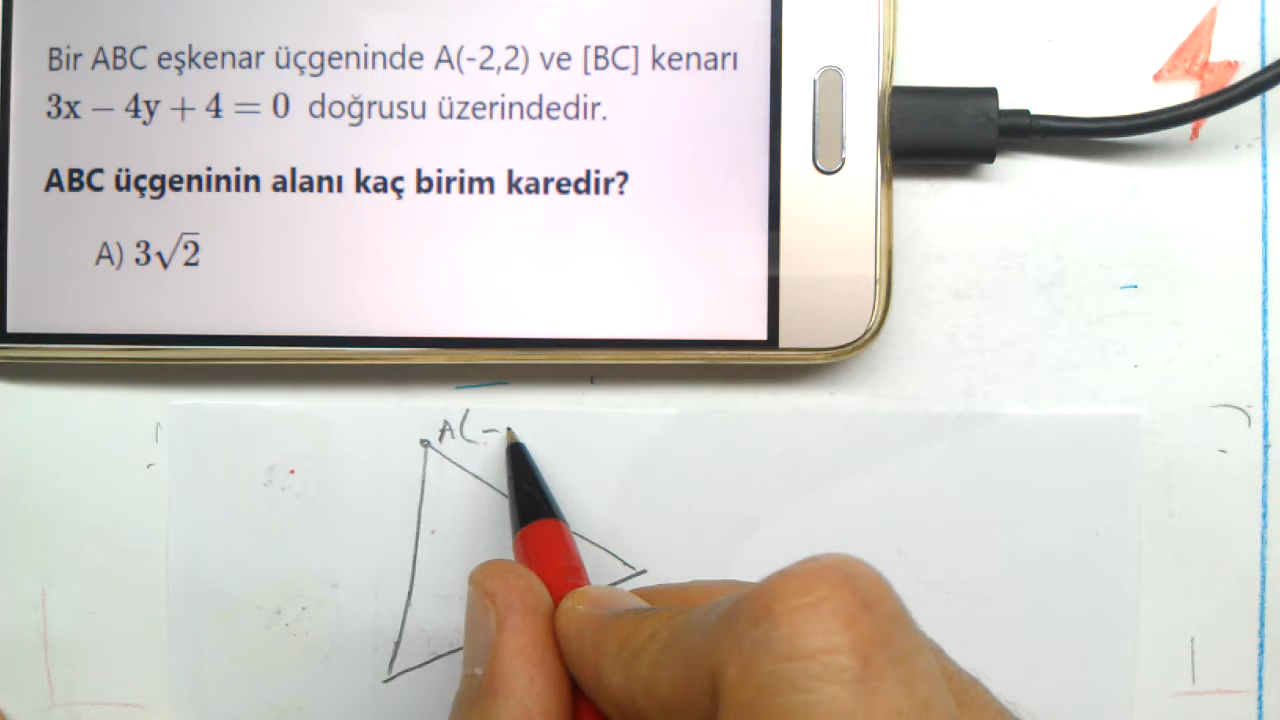 Bir ABC eşkenar üçgeninde A(-2,2) ve [BC] kenarı
3x − 4y + 4 = 0 doğrusu üzerindedir.
ABC üçgeninin alanı kaç birim karedir?
A) 3√2
A(-